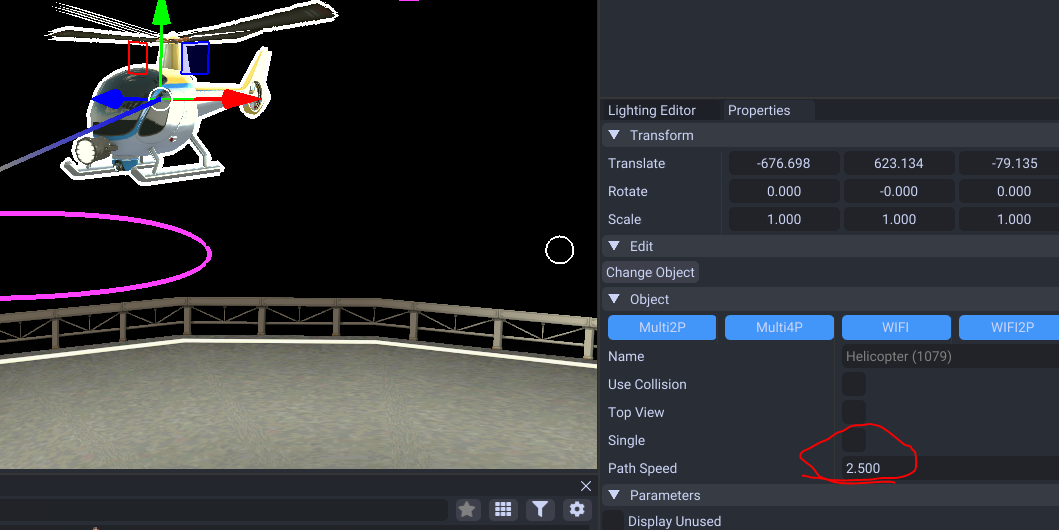 Lighting Editor Properties
Transform
Translate -676.698 623.134 -79.135
Rotate 0.000 -0.000 0.000
Scale 1.000 1.000 1.000
Edit
Change Object
Object
Multi2P Multi4P WIFI WIFI2P
Name Helicopter (1079)
Use Collision
Top View
Single
Path Speed 2.500
Parameters
Display Unused